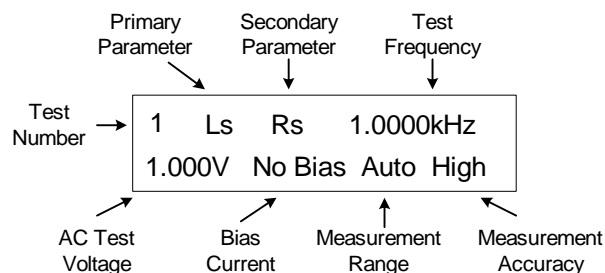 Primary Parameter
Secondary Parameter
Test Frequency
Test Number
1 Ls Rs 1.0000kHz
1.000V No Bias Auto High
AC Test Voltage
Bias Current
Measurement Range
Measurement Accuracy